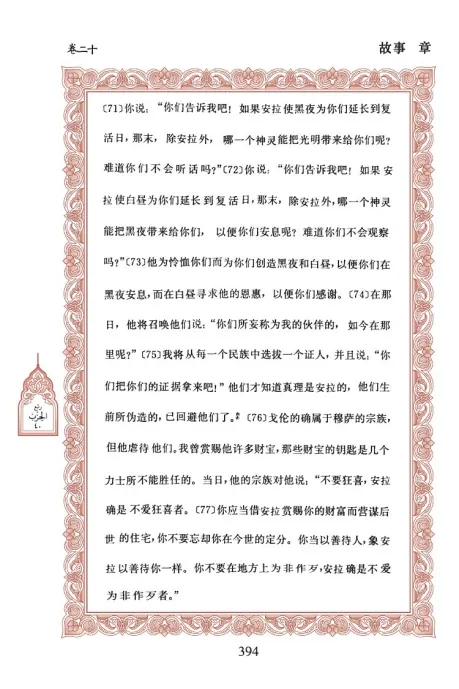 卷二十
故事 章
〔71〕你说：“你们告诉我吧！如果安拉使黑夜为你们延长到复
活日，那末，除安拉外，哪一个神灵能把光明带来给你们呢？
难道你们不会听话吗？”〔72〕你说：“你们告诉我吧！如果安
拉使白昼为你们延长到复活日，那末，除安拉外，哪一个神灵
能把黑夜带来给你们，以便你们安息呢？难道你们不会观察
吗？”〔73〕他为怜恤你们而为你们创造黑夜和白昼，以便你们在
黑夜安息，而在白昼寻求他的恩惠，以便你们感谢。〔74〕在那
日，他将召唤他们说：“你们所妄称为我的伙伴的，如今在那
里呢？”〔75〕我将从每一个民族中选拔一个证人，并且说：“你
们把你们的证据拿来吧！”他们才知道真理是安拉的，他们生
前所伪造的，已回避他们了。〔76〕戈伦的确属于穆萨的宗族，
但他虐待他们。我曾赏赐他许多财宝，那些财宝的钥匙是几个
力士所不能胜任的。当日，他的宗族对他说：“不要狂喜，安拉
确是不爱狂喜者。〔77〕你应当借安拉赏赐你的财富而营谋后
世的住宅，你不要忘却你在今世的定分。你当以善待人，象安
拉以善待你一样。你不要在地方上为非作歹，安拉确是不爱
为非作歹者。”
ربع
الحزب
٤٠
394